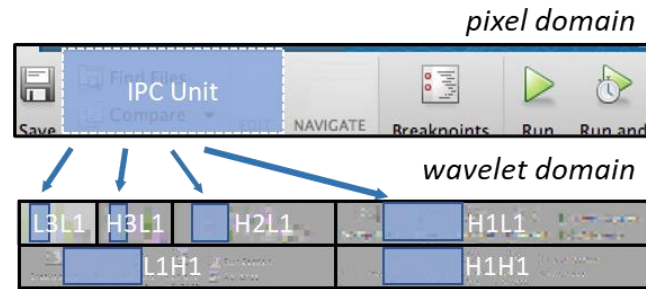 pixel domain
Find Files
IPC Unit
Compare
EDIT NAVIGATE
Save Breakpoints Run Run and
wavelet domain
L3L1 H3L1 H2L1 H1L1
L1H1 H1H1